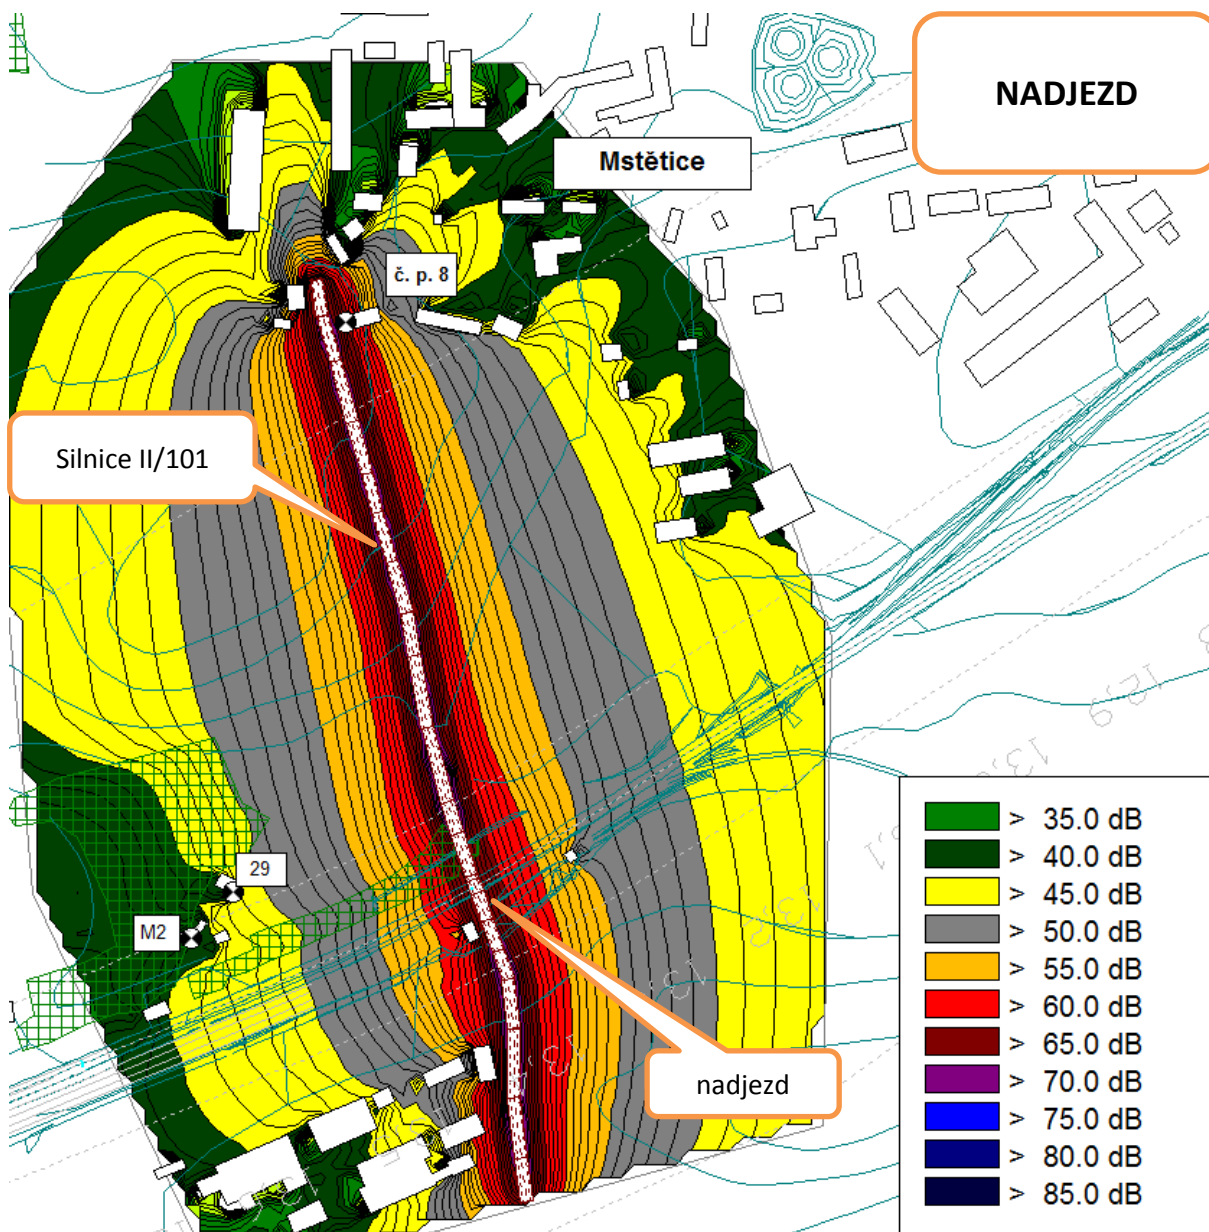 NADJEZD
Mstětice
č. p. 8
Silnice II/101
29
M2
nadjezd
> 35.0 dB
> 40.0 dB
> 45.0 dB
> 50.0 dB
> 55.0 dB
> 60.0 dB
> 65.0 dB
> 70.0 dB
> 75.0 dB
> 80.0 dB
> 85.0 dB
12,9